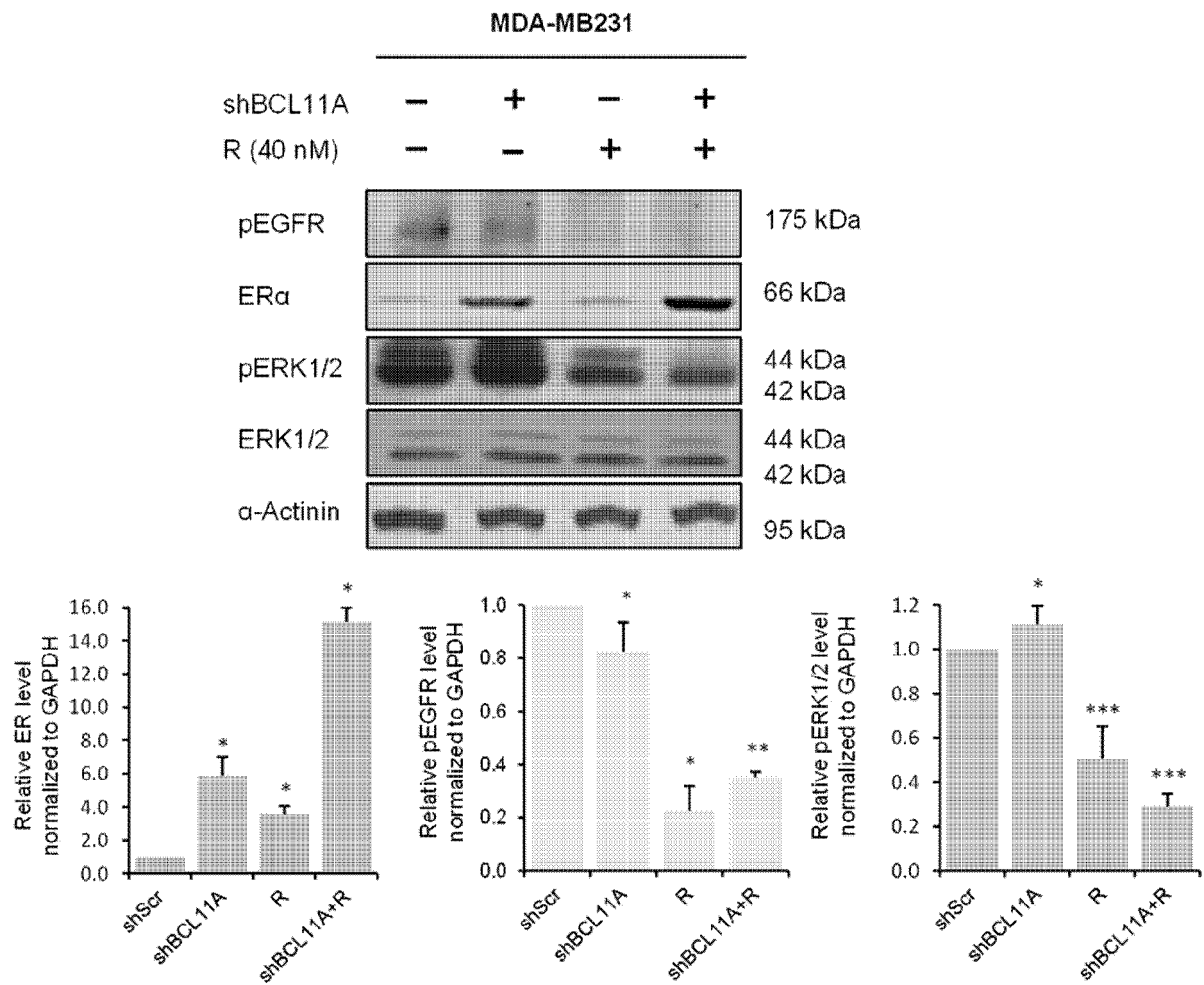 MDA-MB231
shBCL11A − + − +
R (40 nM) − − + +
pEGFR 175 kDa
ERα 66 kDa
pERK1/2 44 kDa
42 kDa
ERK1/2 44 kDa
42 kDa
α-Actinin 95 kDa
Relative ER level
normalized to GAPDH
16.0
14.0
12.0
10.0
8.0
6.0
4.0
2.0
0.0
*
*
*
shScr
shBCL11A
R
shBCL11A+R
Relative pEGFR level
normalized to GAPDH
1.0
0.8
0.6
0.4
0.2
0.0
*
*
**
shScr
shBCL11A
R
shBCL11A+R
Relative pERK1/2 level
normalized to GAPDH
1.2
1.0
0.8
0.6
0.4
0.2
0.0
*
***
***
shScr
shBCL11A
R
shBCL11A+R